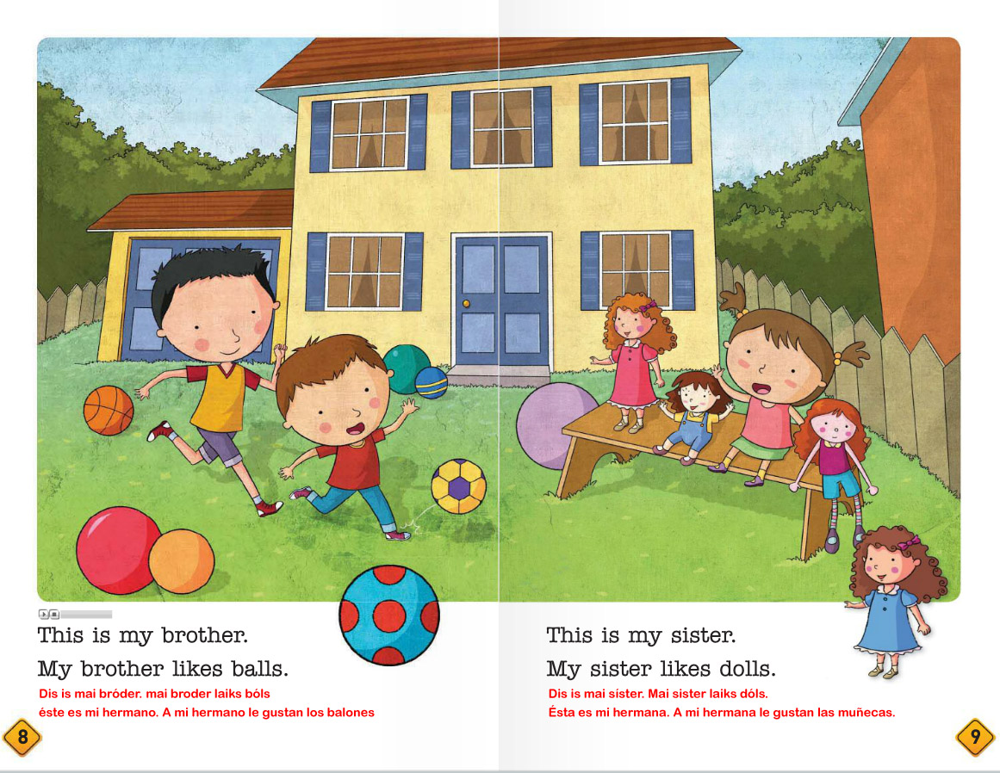 This is my brother.
My brother likes balls.
Dis is mai bróder. mai broder laiks bóls
éste es mi hermano. A mi hermano le gustan los balones
8
This is my sister.
My sister likes dolls.
Dis is mai síster. Mai sister laiks dóls.
Ésta es mi hermana. A mi hermana le gustan las muñecas.
9